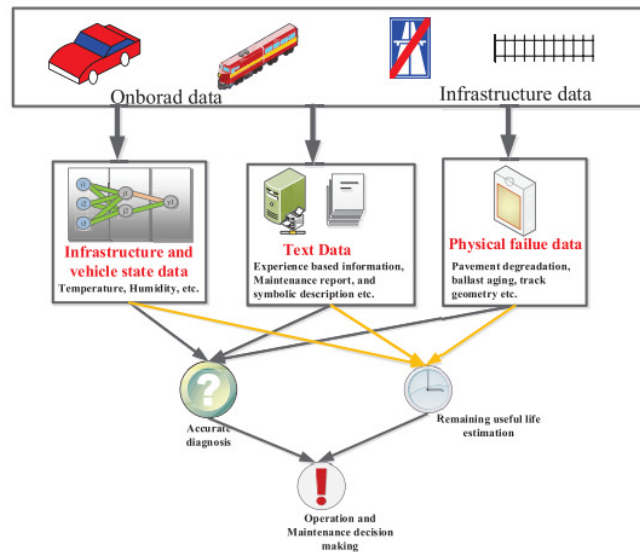 Onborad data
Infrastructure data
Infrastructure and
vehicle state data
Temperature, Humidity, etc.
Text Data
Experience based information,
Maintenance report, and
symbolic description etc.
Physical failue data
Pavement degreadation,
ballast aging, track
geometry etc.
?
Accurate
diagnosis
Remaining useful life
estimation
!
Operation and
Maintenance decision
making